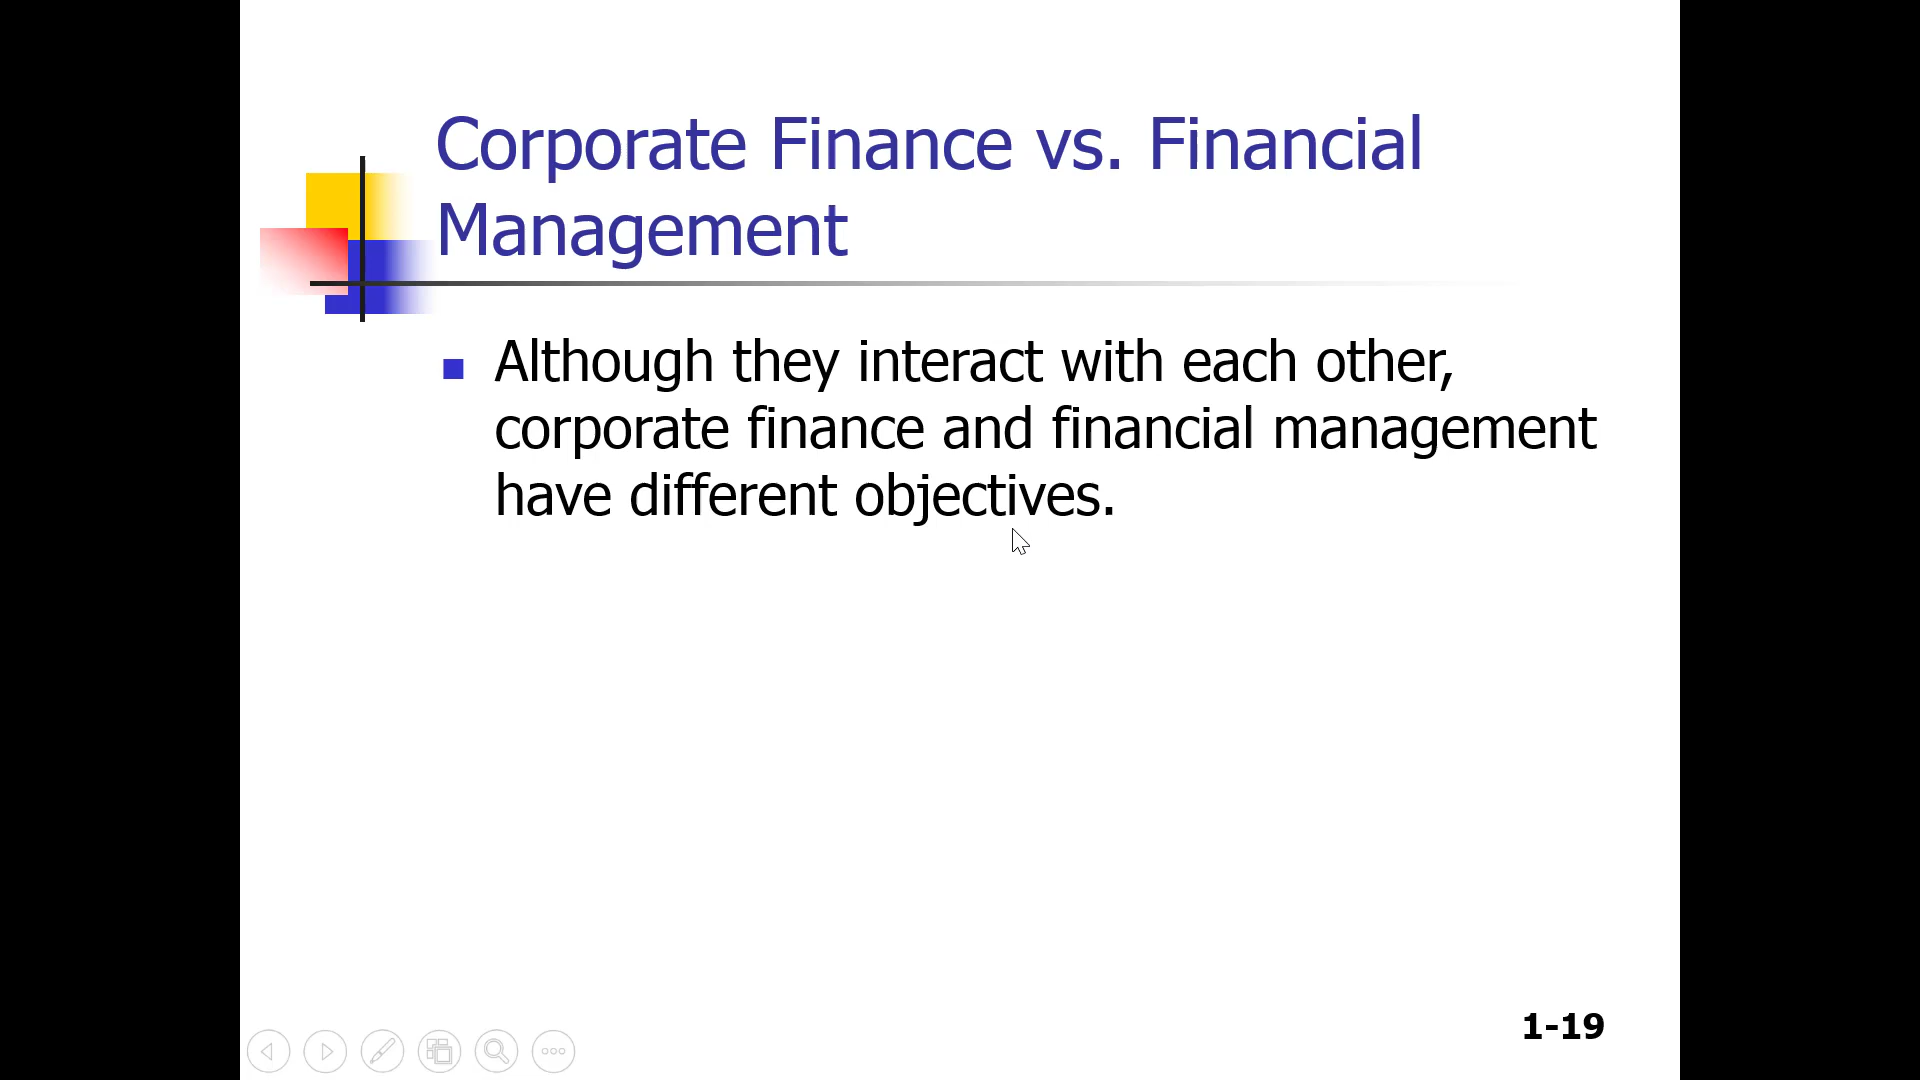 Corporate Finance vs. Financial
Management
Although they interact with each other,
corporate finance and financial management
have different objectives.
1-19